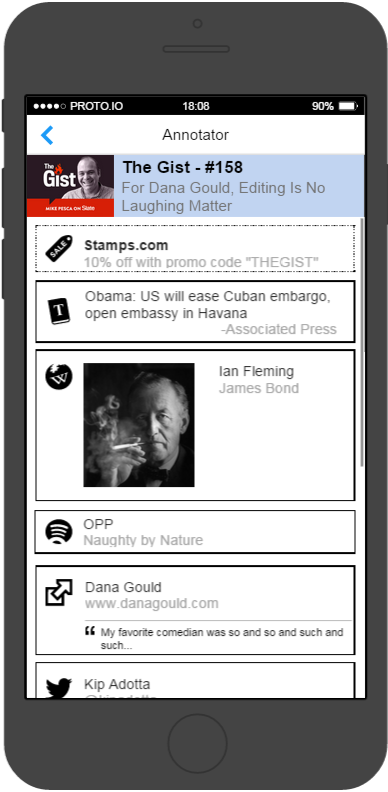 PROTO.IO 18:08 90%
Annotator
The Gist
MIKE PESCA ON Slate
The Gist - #158
For Dana Gould, Editing Is No
Laughing Matter
SALE
Stamps.com
10% off with promo code "THEGIST"
T
Obama: US will ease Cuban embargo,
open embassy in Havana
-Associated Press
W
Ian Fleming
James Bond
OPP
Naughty by Nature
Dana Gould
www.danagould.com
“ My favorite comedian was so and so and such and
such...
Kip Adotta